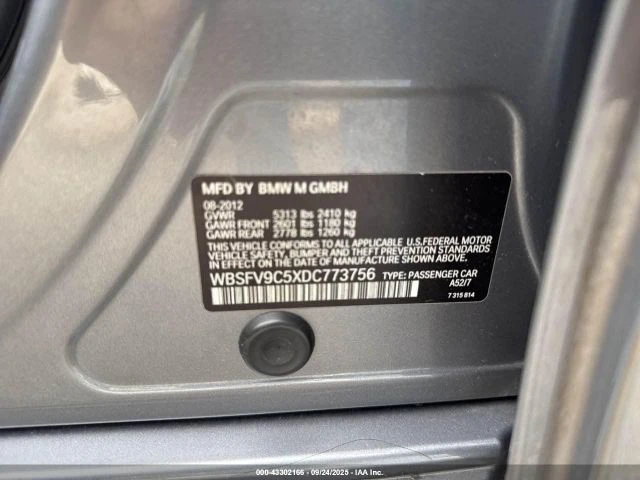 MFD BY BMW M GMBH
08-2012
GVWR 5313 lbs 2410 kg
GAWR FRONT 2601 lbs 1180 kg
GAWR REAR 2778 lbs 1260 kg
THIS VEHICLE CONFORMS TO ALL APPLICABLE U.S.FEDERAL MOTOR
VEHICLE SAFETY, BUMPER, AND THEFT PREVENTION STANDARDS
IN EFFECT ON THE DATE OF MANUFACTURE SHOWN ABOVE.
WBSFV9C5XDC773756 TYPE: PASSENGER CAR
A52/7
7 315 814
000-43302166 - 09/24/2025 - IAA Inc.